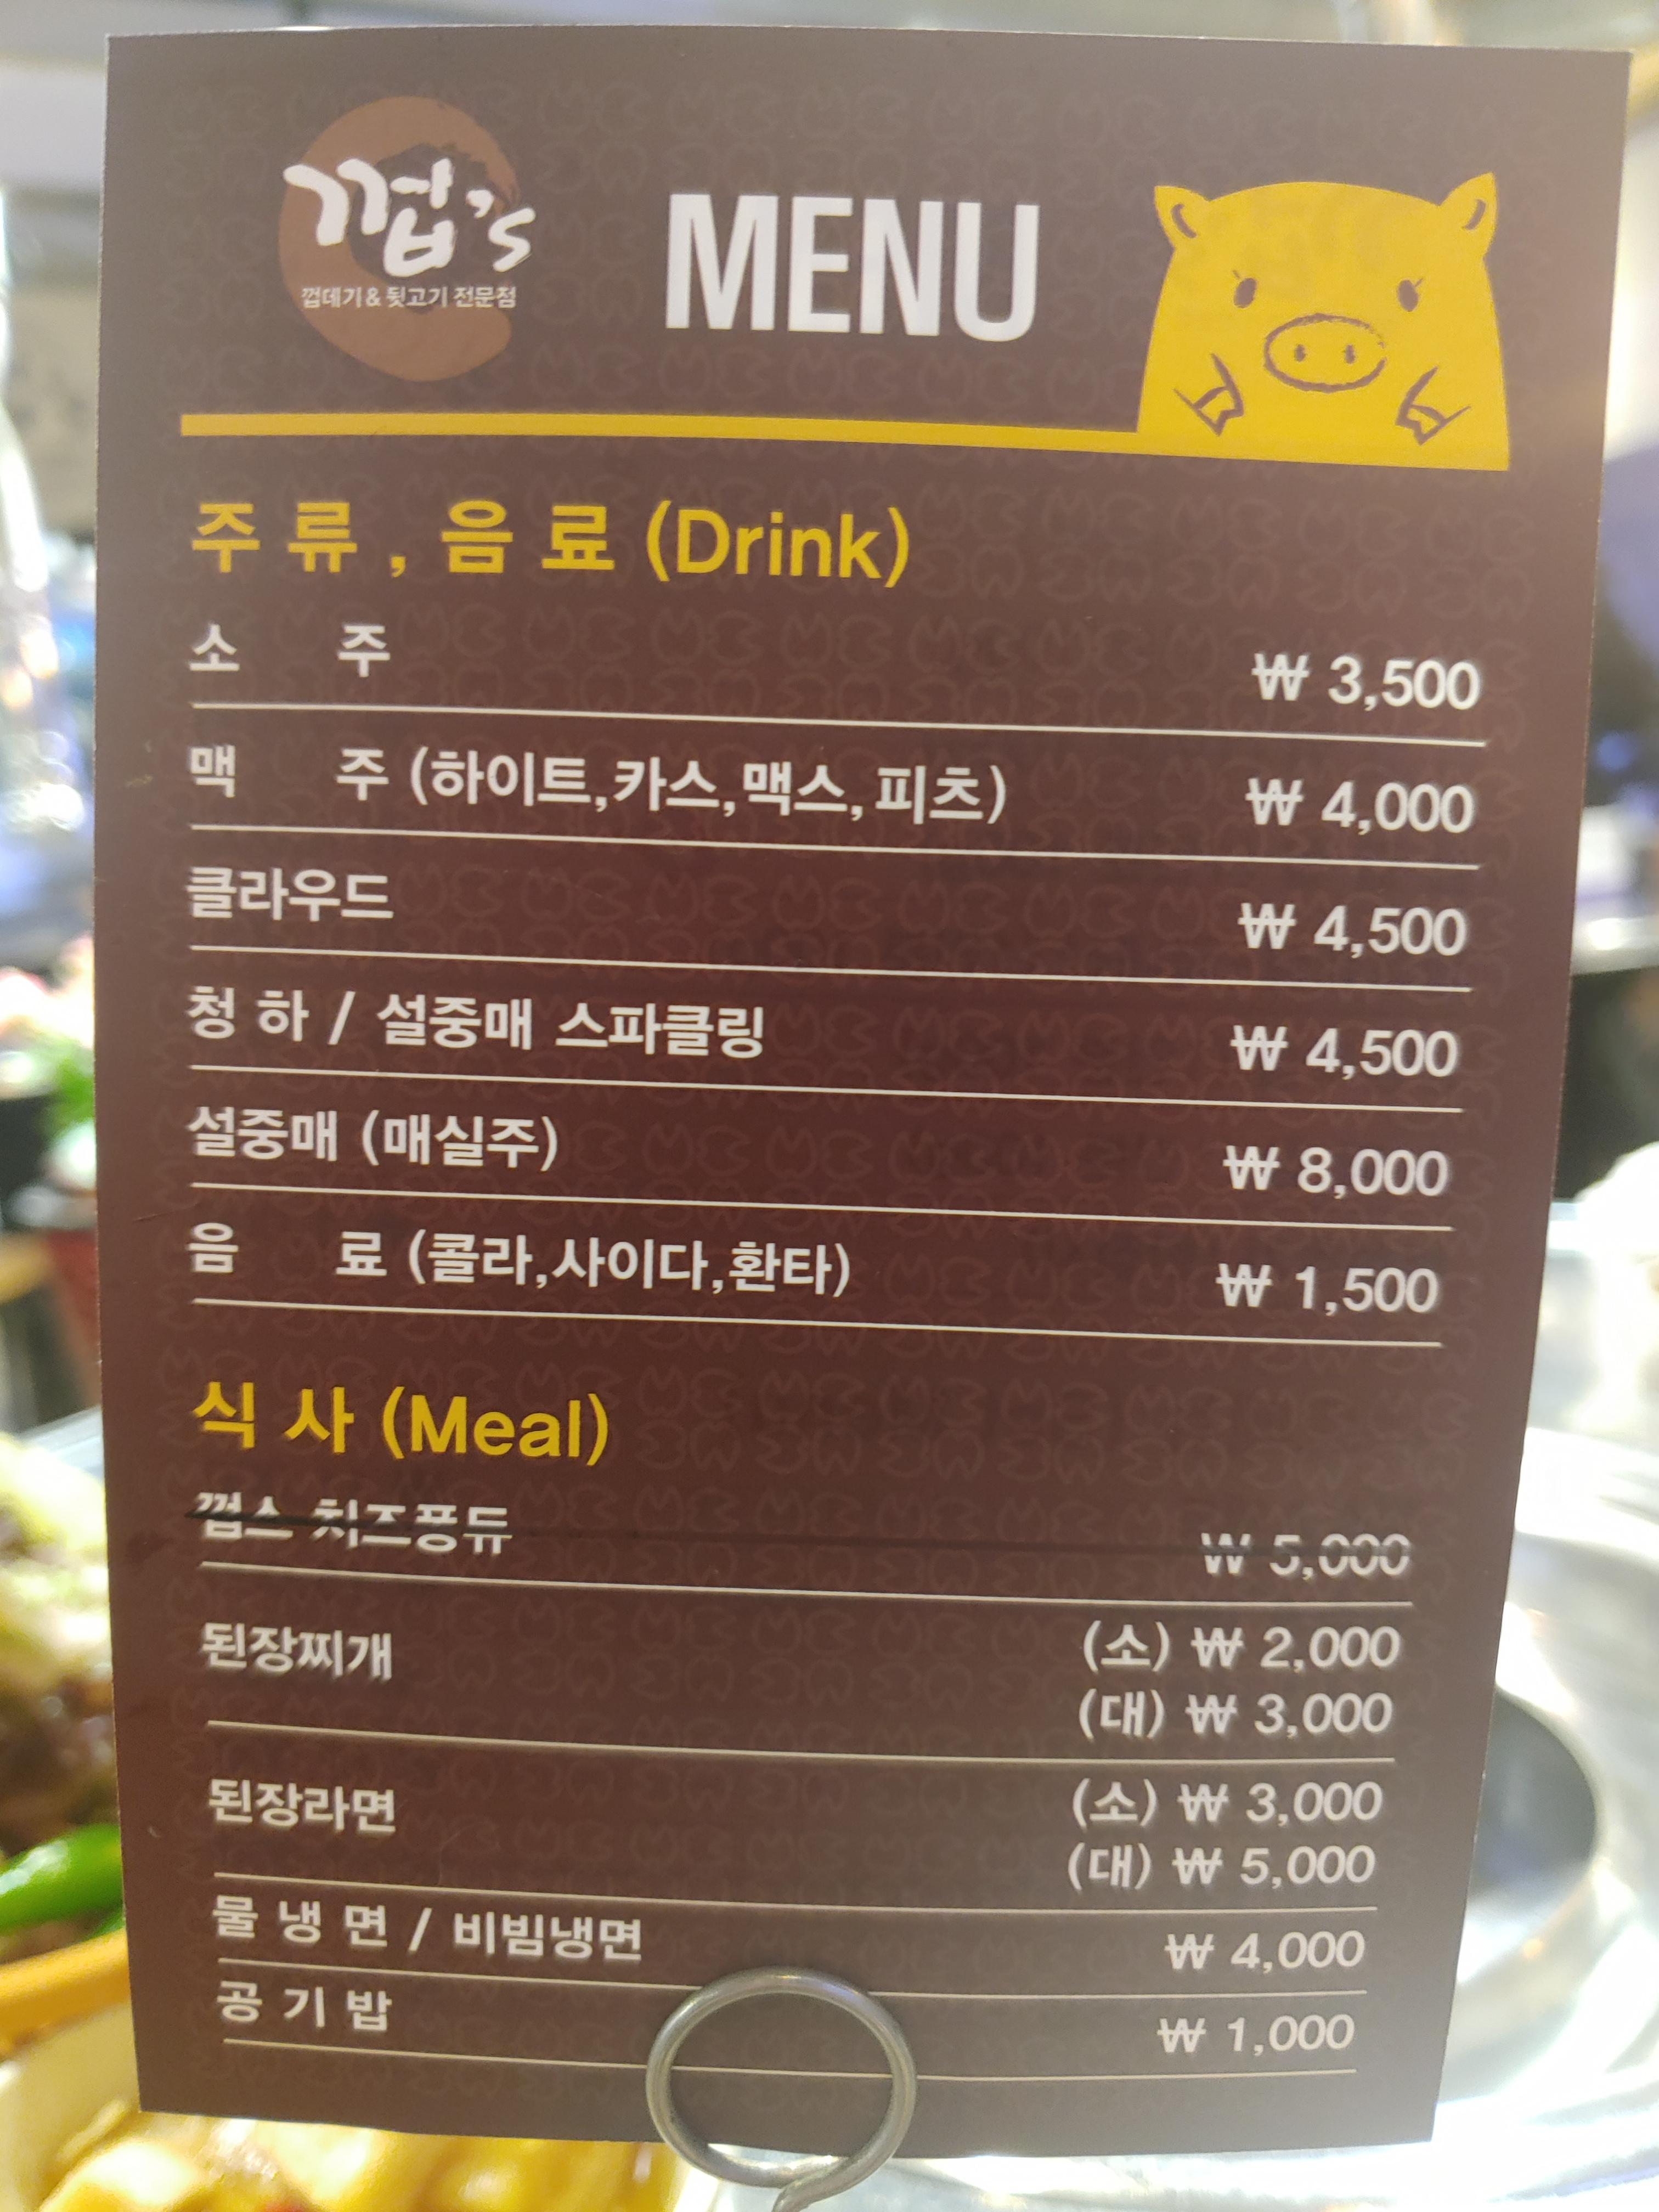 껍's
껍데기&뒷고기 전문점
MENU
주류, 음료 (Drink)
소 주 ₩ 3,500
맥 주 (하이트,카스,맥스,피츠) ₩ 4,000
클라우드 ₩ 4,500
청 하 / 설중매 스파클링 ₩ 4,500
설중매 (매실주) ₩ 8,000
음 료 (콜라,사이다,환타) ₩ 1,500
식 사 (Meal)
껍스 치즈퐁듀 ₩ 5,000
된장찌개 (소) ₩ 2,000
(대) ₩ 3,000
된장라면 (소) ₩ 3,000
(대) ₩ 5,000
물 냉 면 / 비빔냉면 ₩ 4,000
공 기 밥 ₩ 1,000